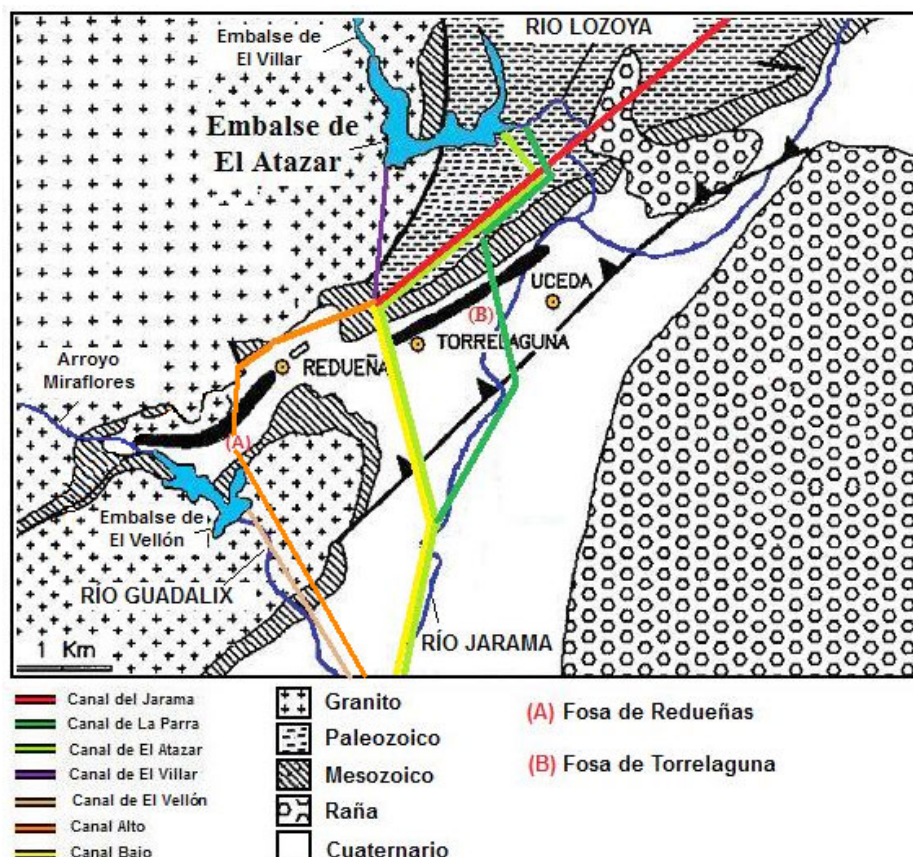 Embalse de
El Villar
RÍO LOZOYA
Embalse de
El Atazar
UCEDA
(B)
TORRELAGUNA
REDUEÑA
Arroyo
Miraflores
(A)
Embalse de
El Vellón
RÍO GUADALIX
RÍO JARAMA
1 Km
Canal del Jarama
Canal de La Parra
Canal de El Atazar
Canal de El Villar
Canal de El Vellón
Canal Alto
Canal Bajo
Granito
Paleozoico
Mesozoico
Raña
Cuaternario
(A) Fosa de Redueñas
(B) Fosa de Torrelaguna